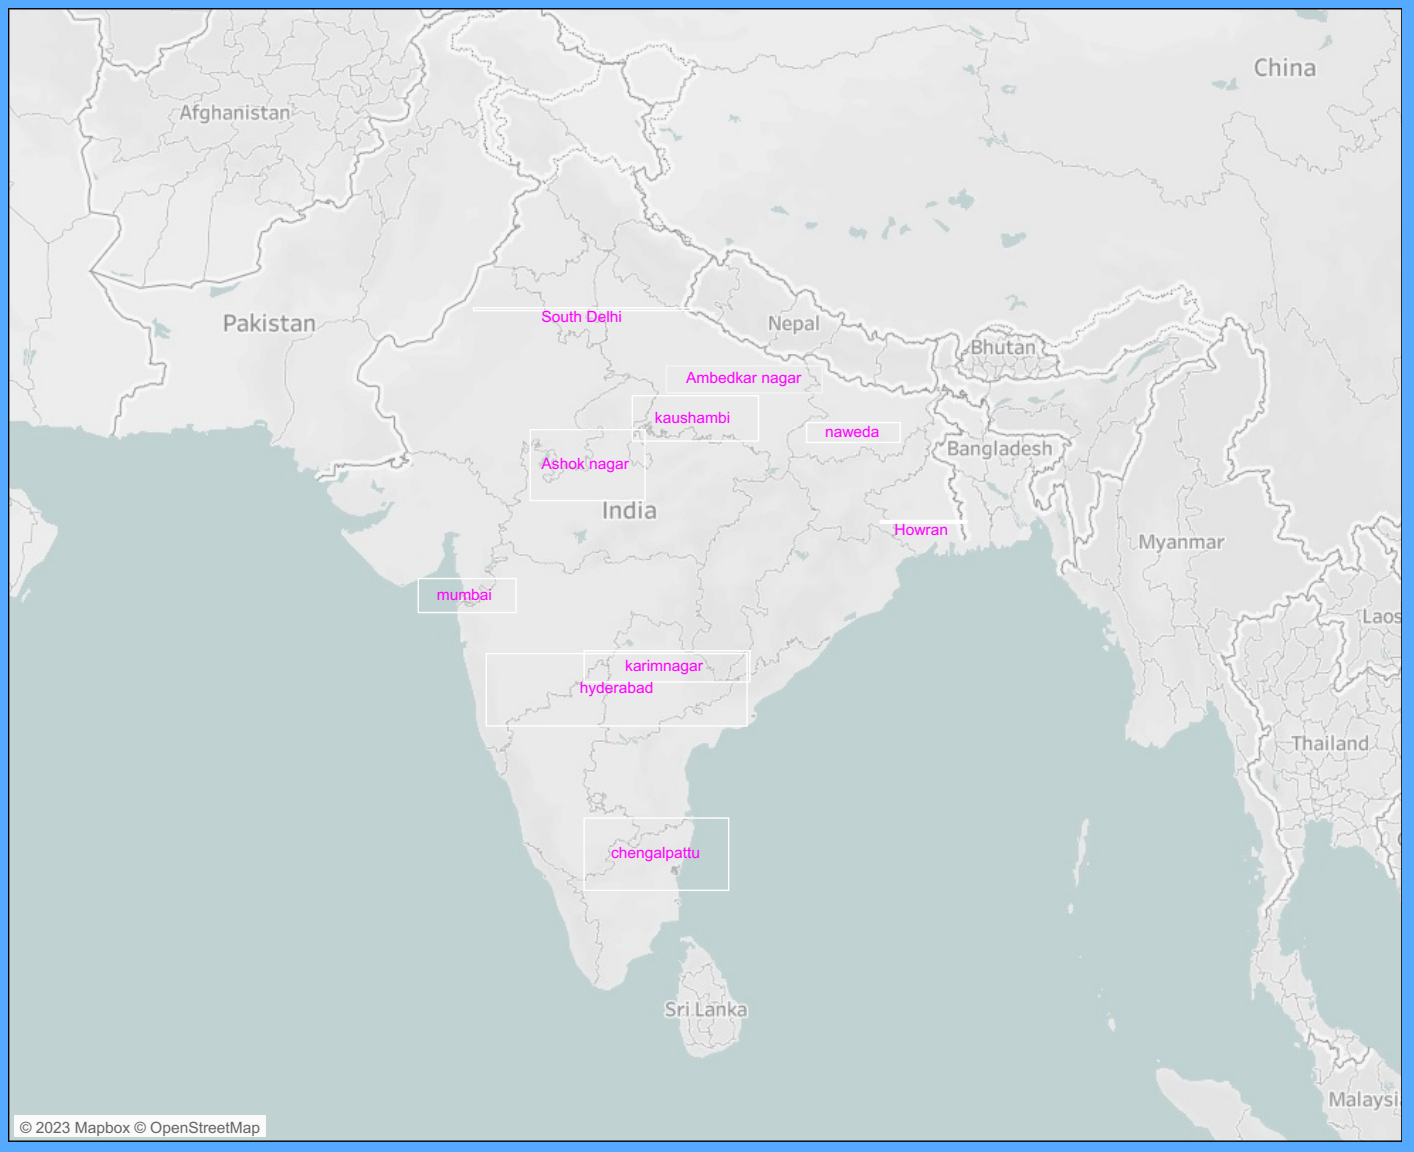 China
Afghanistan
Pakistan
South Delhi
Nepal
Bhutan
Ambedkar nagar
kaushambi
naweda
Bangladesh
Ashok nagar
India
Howran
Myanmar
mumbai
Laos
karimnagar
hyderabad
Thailand
chengalpattu
Sri Lanka
Malaysi
© 2023 Mapbox © OpenStreetMap